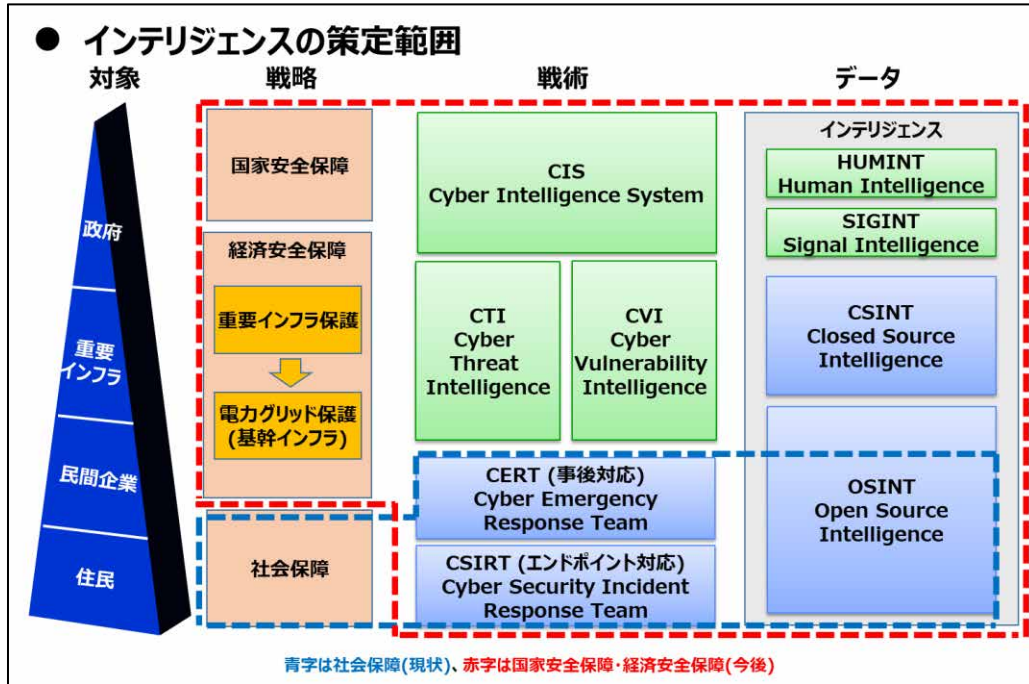 ● インテリジェンスの策定範囲
対象
戦略
戦術
データ
政府
重要
インフラ
民間企業
住民
国家安全保障
経済安全保障
重要インフラ保護
電力グリッド保護
(基幹インフラ)
社会保障
CIS
Cyber Intelligence System
CTI
Cyber
Threat
Intelligence
CVI
Cyber
Vulnerability
Intelligence
CERT (事後対応)
Cyber Emergency
Response Team
CSIRT (エンドポイント対応)
Cyber Security Incident
Response Team
インテリジェンス
HUMINT
Human Intelligence
SIGINT
Signal Intelligence
CSINT
Closed Source
Intelligence
OSINT
Open Source
Intelligence
青字は社会保障(現状)、赤字は国家安全保障・経済安全保障(今後)